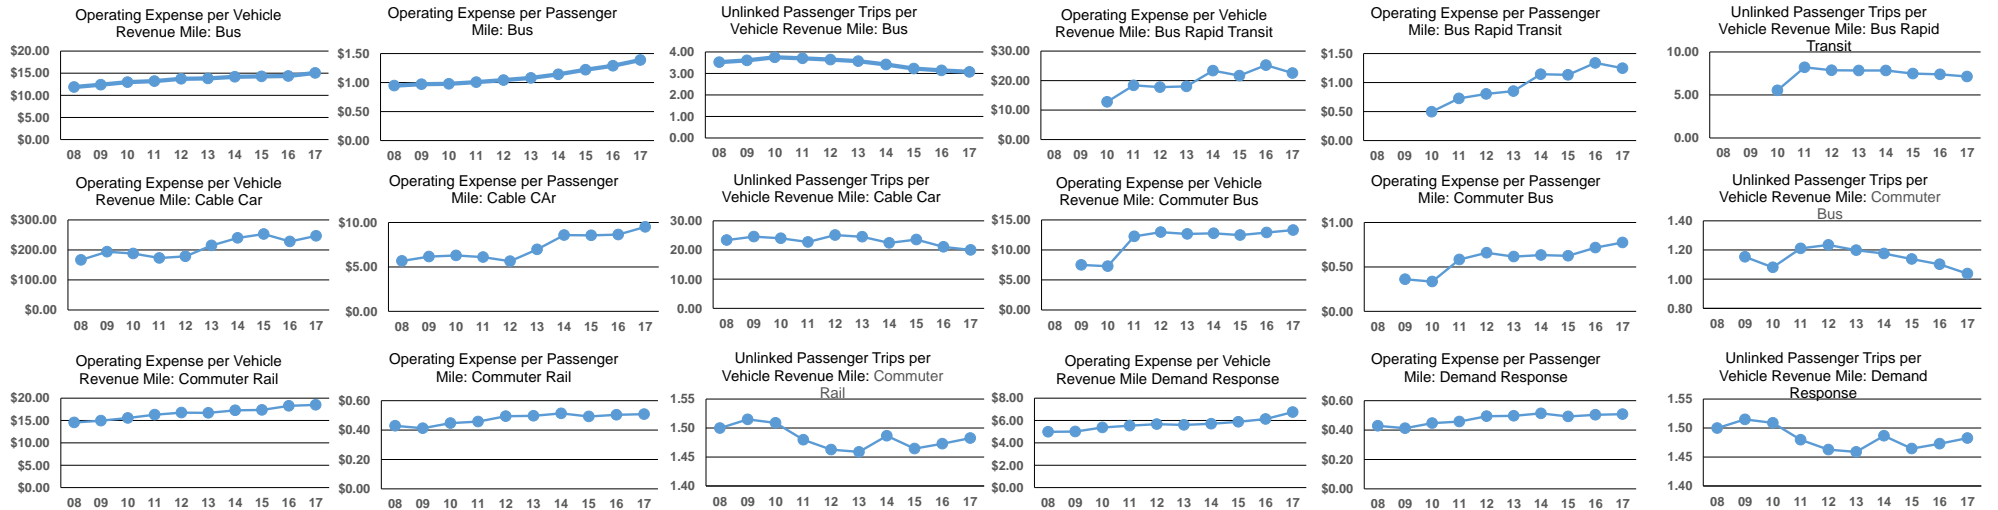 Operating Expense per Vehicle
Revenue Mile: Bus
$20.00
$15.00
$10.00
$5.00
$0.00
08 09 10 11 12 13 14 15 16 17
Operating Expense per Passenger
Mile: Bus
$1.50
$1.00
$0.50
$0.00
08 09 10 11 12 13 14 15 16 17
Unlinked Passenger Trips per
Vehicle Revenue Mile: Bus
4.00
3.00
2.00
1.00
0.00
08 09 10 11 12 13 14 15 16 17
Operating Expense per Vehicle
Revenue Mile: Bus Rapid Transit
$30.00
$20.00
$10.00
$0.00
08 09 10 11 12 13 14 15 16 17
Operating Expense per Passenger
Mile: Bus Rapid Transit
$1.50
$1.00
$0.50
$0.00
08 09 10 11 12 13 14 15 16 17
Unlinked Passenger Trips per
Vehicle Revenue Mile: Bus Rapid
Transit
10.00
5.00
0.00
08 09 10 11 12 13 14 15 16 17
Operating Expense per Vehicle
Revenue Mile: Cable Car
$300.00
$200.00
$100.00
$0.00
08 09 10 11 12 13 14 15 16 17
Operating Expense per Passenger
Mile: Cable CAr
$10.00
$5.00
$0.00
08 09 10 11 12 13 14 15 16 17
Unlinked Passenger Trips per
Vehicle Revenue Mile: Cable Car
30.00
20.00
10.00
0.00
08 09 10 11 12 13 14 15 16 17
Operating Expense per Vehicle
Revenue Mile: Commuter Bus
$15.00
$10.00
$5.00
$0.00
08 09 10 11 12 13 14 15 16 17
Operating Expense per Passenger
Mile: Commuter Bus
$1.00
$0.50
$0.00
08 09 10 11 12 13 14 15 16 17
Unlinked Passenger Trips per
Vehicle Revenue Mile: Commuter
Bus
1.40
1.20
1.00
0.80
08 09 10 11 12 13 14 15 16 17
Operating Expense per Vehicle
Revenue Mile: Commuter Rail
$20.00
$15.00
$10.00
$5.00
$0.00
08 09 10 11 12 13 14 15 16 17
Operating Expense per Passenger
Mile: Commuter Rail
$0.60
$0.40
$0.20
$0.00
08 09 10 11 12 13 14 15 16 17
Unlinked Passenger Trips per
Vehicle Revenue Mile: Commuter
Rail
1.55
1.50
1.45
1.40
08 09 10 11 12 13 14 15 16 17
Operating Expense per Vehicle
Revenue Mile Demand Response
$8.00
$6.00
$4.00
$2.00
$0.00
08 09 10 11 12 13 14 15 16 17
Operating Expense per Passenger
Mile: Demand Response
$0.60
$0.40
$0.20
$0.00
08 09 10 11 12 13 14 15 16 17
Unlinked Passenger Trips per
Vehicle Revenue Mile: Demand
Response
1.55
1.50
1.45
1.40
08 09 10 11 12 13 14 15 16 17